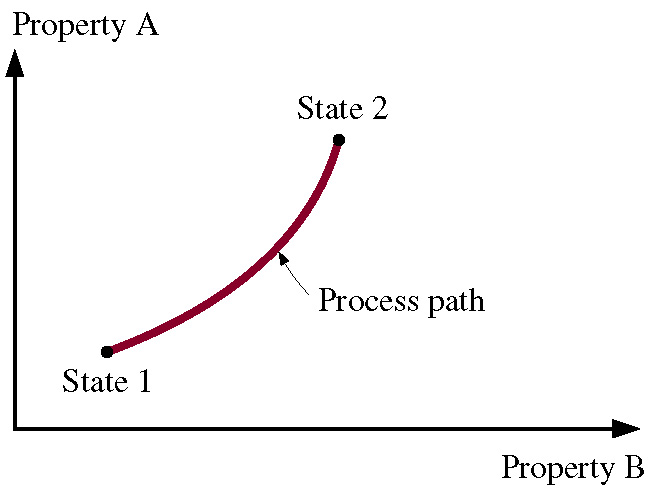 Property A
State 2
Process path
State 1
Property B